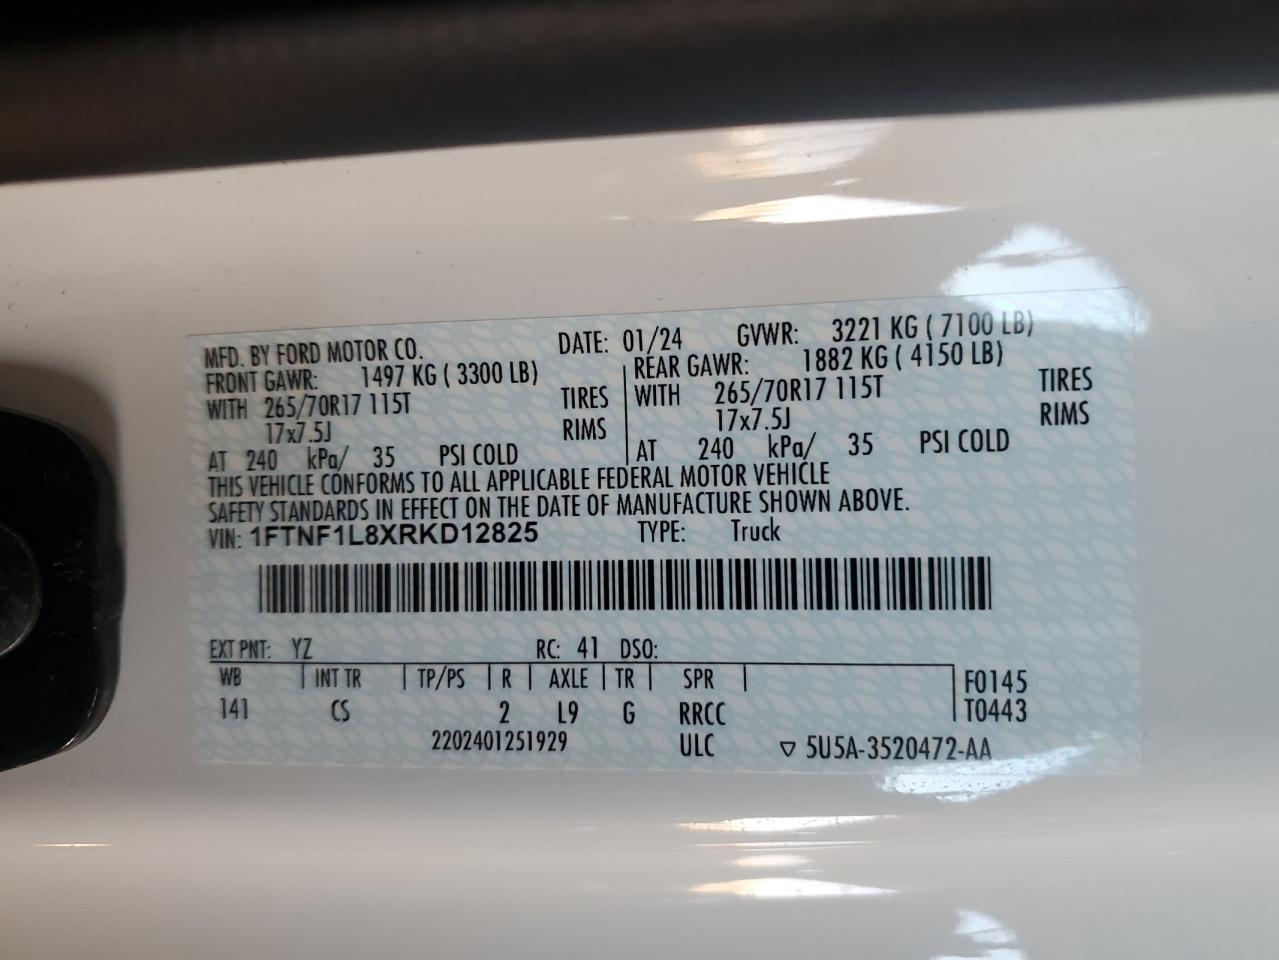 MFD. BY FORD MOTOR CO. DATE: 01/24 GVWR: 3221 KG ( 7100 LB)
FRONT GAWR: 1497 KG ( 3300 LB) REAR GAWR: 1882 KG ( 4150 LB)
WITH 265/70R17 115T TIRES WITH 265/70R17 115T TIRES
17x7.5J RIMS 17x7.5J RIMS
AT 240 kPa/ 35 PSI COLD AT 240 kPa/ 35 PSI COLD
THIS VEHICLE CONFORMS TO ALL APPLICABLE FEDERAL MOTOR VEHICLE
SAFETY STANDARDS IN EFFECT ON THE DATE OF MANUFACTURE SHOWN ABOVE.
VIN: 1FTNF1L8XRKD12825 TYPE: Truck
EXT PNT: YZ RC: 41 DSO:
WB INT TR TP/PS R AXLE TR SPR F0145
141 CS 2 L9 G RRCC T0443
2202401251929 ULC ▽ 5U5A-3520472-AA